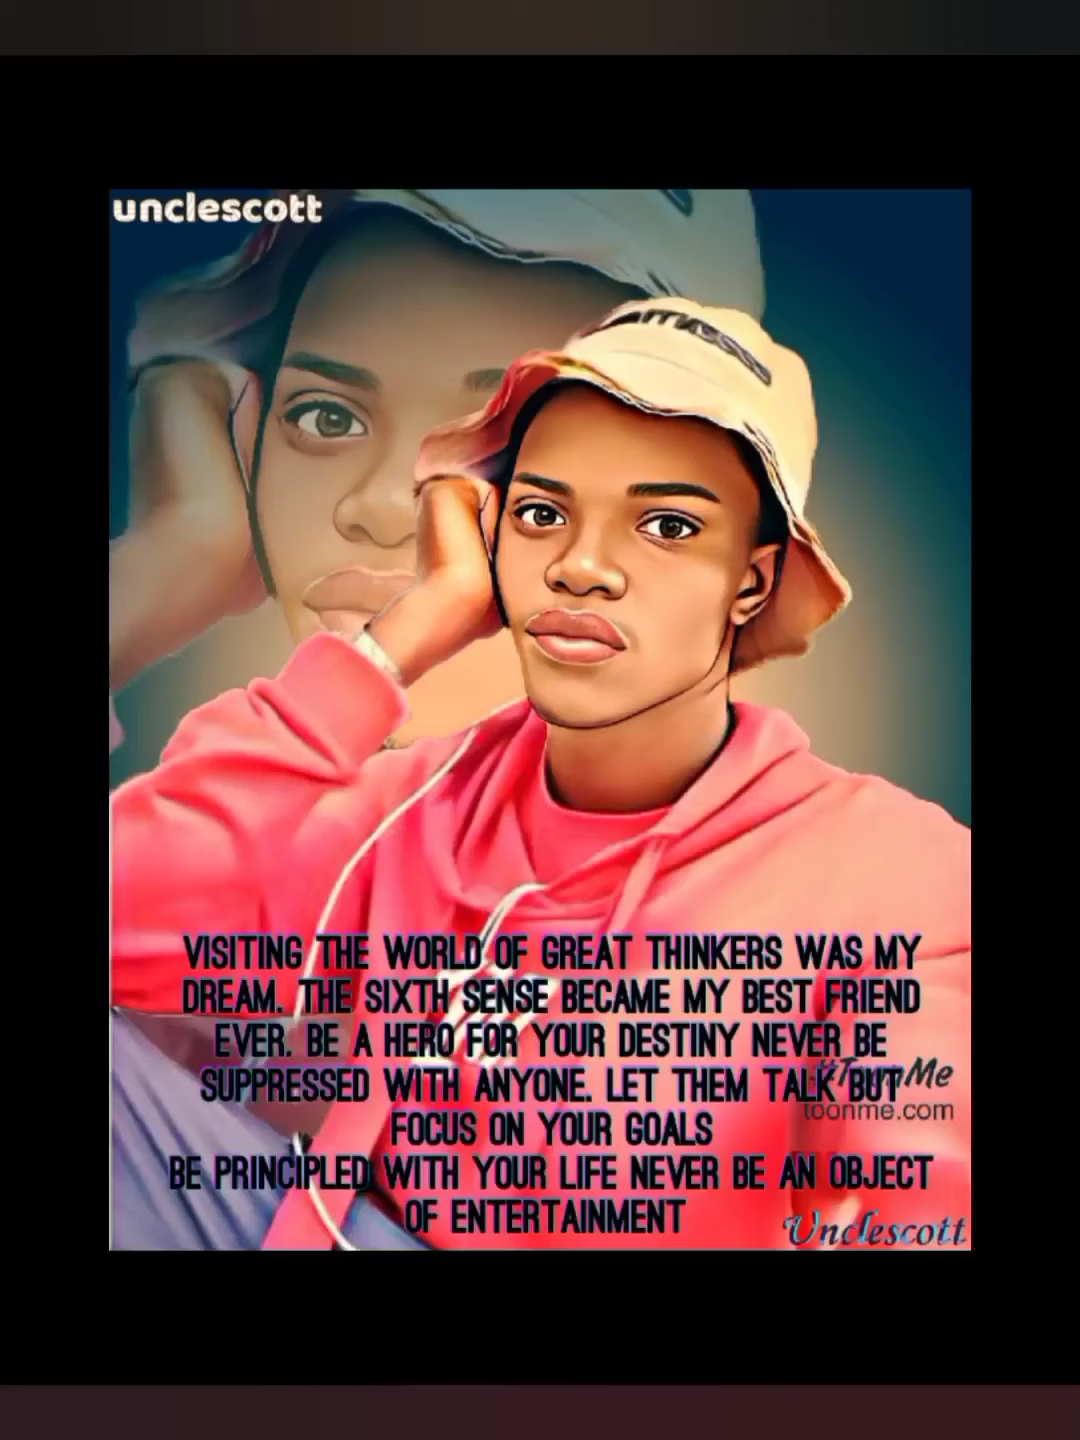 unclescott
VISITING THE WORLD OF GREAT THINKERS WAS MY
DREAM. THE SIXTH SENSE BECAME MY BEST FRIEND
EVER. BE A HERO FOR YOUR DESTINY NEVER BE
SUPPRESSED WITH ANYONE. LET THEM TALK BUT
#ToonMe
toonme.com
FOCUS ON YOUR GOALS
BE PRINCIPLED WITH YOUR LIFE NEVER BE AN OBJECT
OF ENTERTAINMENT
Unclescott